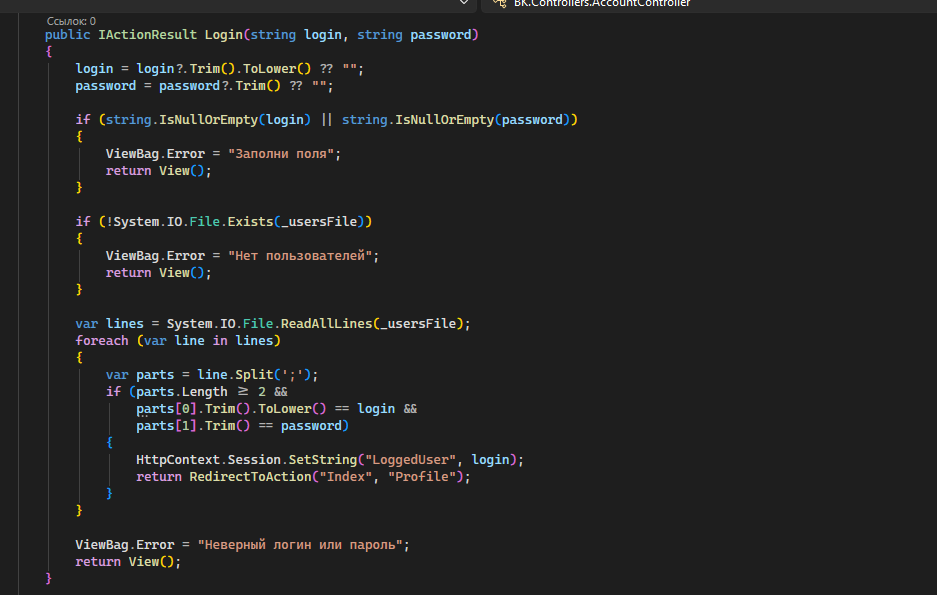 BK.Controllers.AccountController
Ссылок: 0
public IActionResult Login(string login, string password)
{
login = login?.Trim().ToLower() ?? "";
password = password?.Trim() ?? "";
if (string.IsNullOrEmpty(login) || string.IsNullOrEmpty(password))
{
ViewBag.Error = "Заполни поля";
return View();
}
if (!System.IO.File.Exists(_usersFile))
{
ViewBag.Error = "Нет пользователей";
return View();
}
var lines = System.IO.File.ReadAllLines(_usersFile);
foreach (var line in lines)
{
var parts = line.Split(';');
if (parts.Length ≥ 2 &&
parts[0].Trim().ToLower() == login &&
parts[1].Trim() == password)
{
HttpContext.Session.SetString("LoggedUser", login);
return RedirectToAction("Index", "Profile");
}
}
ViewBag.Error = "Неверный логин или пароль";
return View();
}